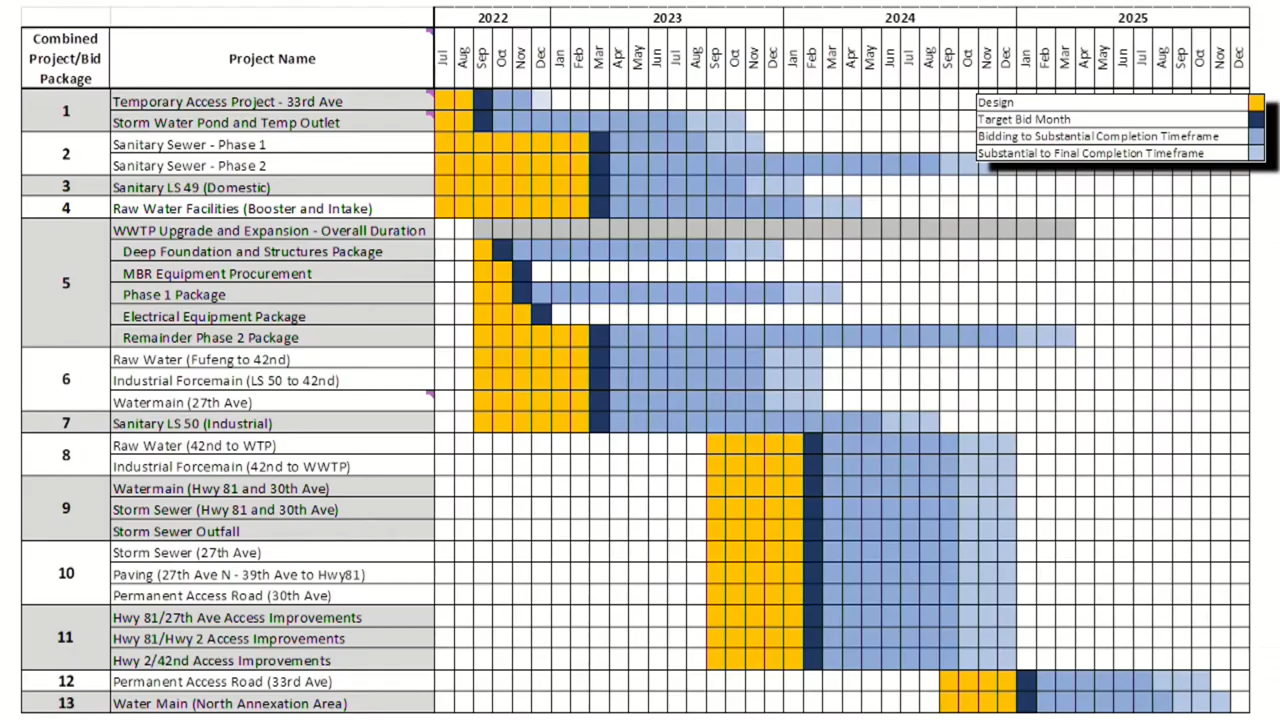 2022 2023 2024 2025
Combined Project/Bid Package Project Name Jul Aug Sep Oct Nov Dec Jan Feb Mar Apr May Jun Jul Aug Sep Oct Nov Dec Jan Feb Mar Apr May Jun Jul Aug Sep Oct Nov Dec Jan Feb Mar Apr May Jun Jul Aug Sep Oct Nov Dec
Design
Target Bid Month
Bidding to Substantial Completion Timeframe
Substantial to Final Completion Timeframe
1 Temporary Access Project - 33rd Ave
Storm Water Pond and Temp Outlet
2 Sanitary Sewer - Phase 1
Sanitary Sewer - Phase 2
3 Sanitary LS 49 (Domestic)
4 Raw Water Facilities (Booster and Intake)
5 WWTP Upgrade and Expansion - Overall Duration
Deep Foundation and Structures Package
MBR Equipment Procurement
Phase 1 Package
Electrical Equipment Package
Remainder Phase 2 Package
6 Raw Water (Fufeng to 42nd)
Industrial Forcemain (LS 50 to 42nd)
Watermain (27th Ave)
7 Sanitary LS 50 (Industrial)
8 Raw Water (42nd to WTP)
Industrial Forcemain (42nd to WWTP)
9 Watermain (Hwy 81 and 30th Ave)
Storm Sewer (Hwy 81 and 30th Ave)
Storm Sewer Outfall
10 Storm Sewer (27th Ave)
Paving (27th Ave N - 39th Ave to Hwy81)
Permanent Access Road (30th Ave)
11 Hwy 81/27th Ave Access Improvements
Hwy 81/Hwy 2 Access Improvements
Hwy 2/42nd Access Improvements
12 Permanent Access Road (33rd Ave)
13 Water Main (North Annexation Area)